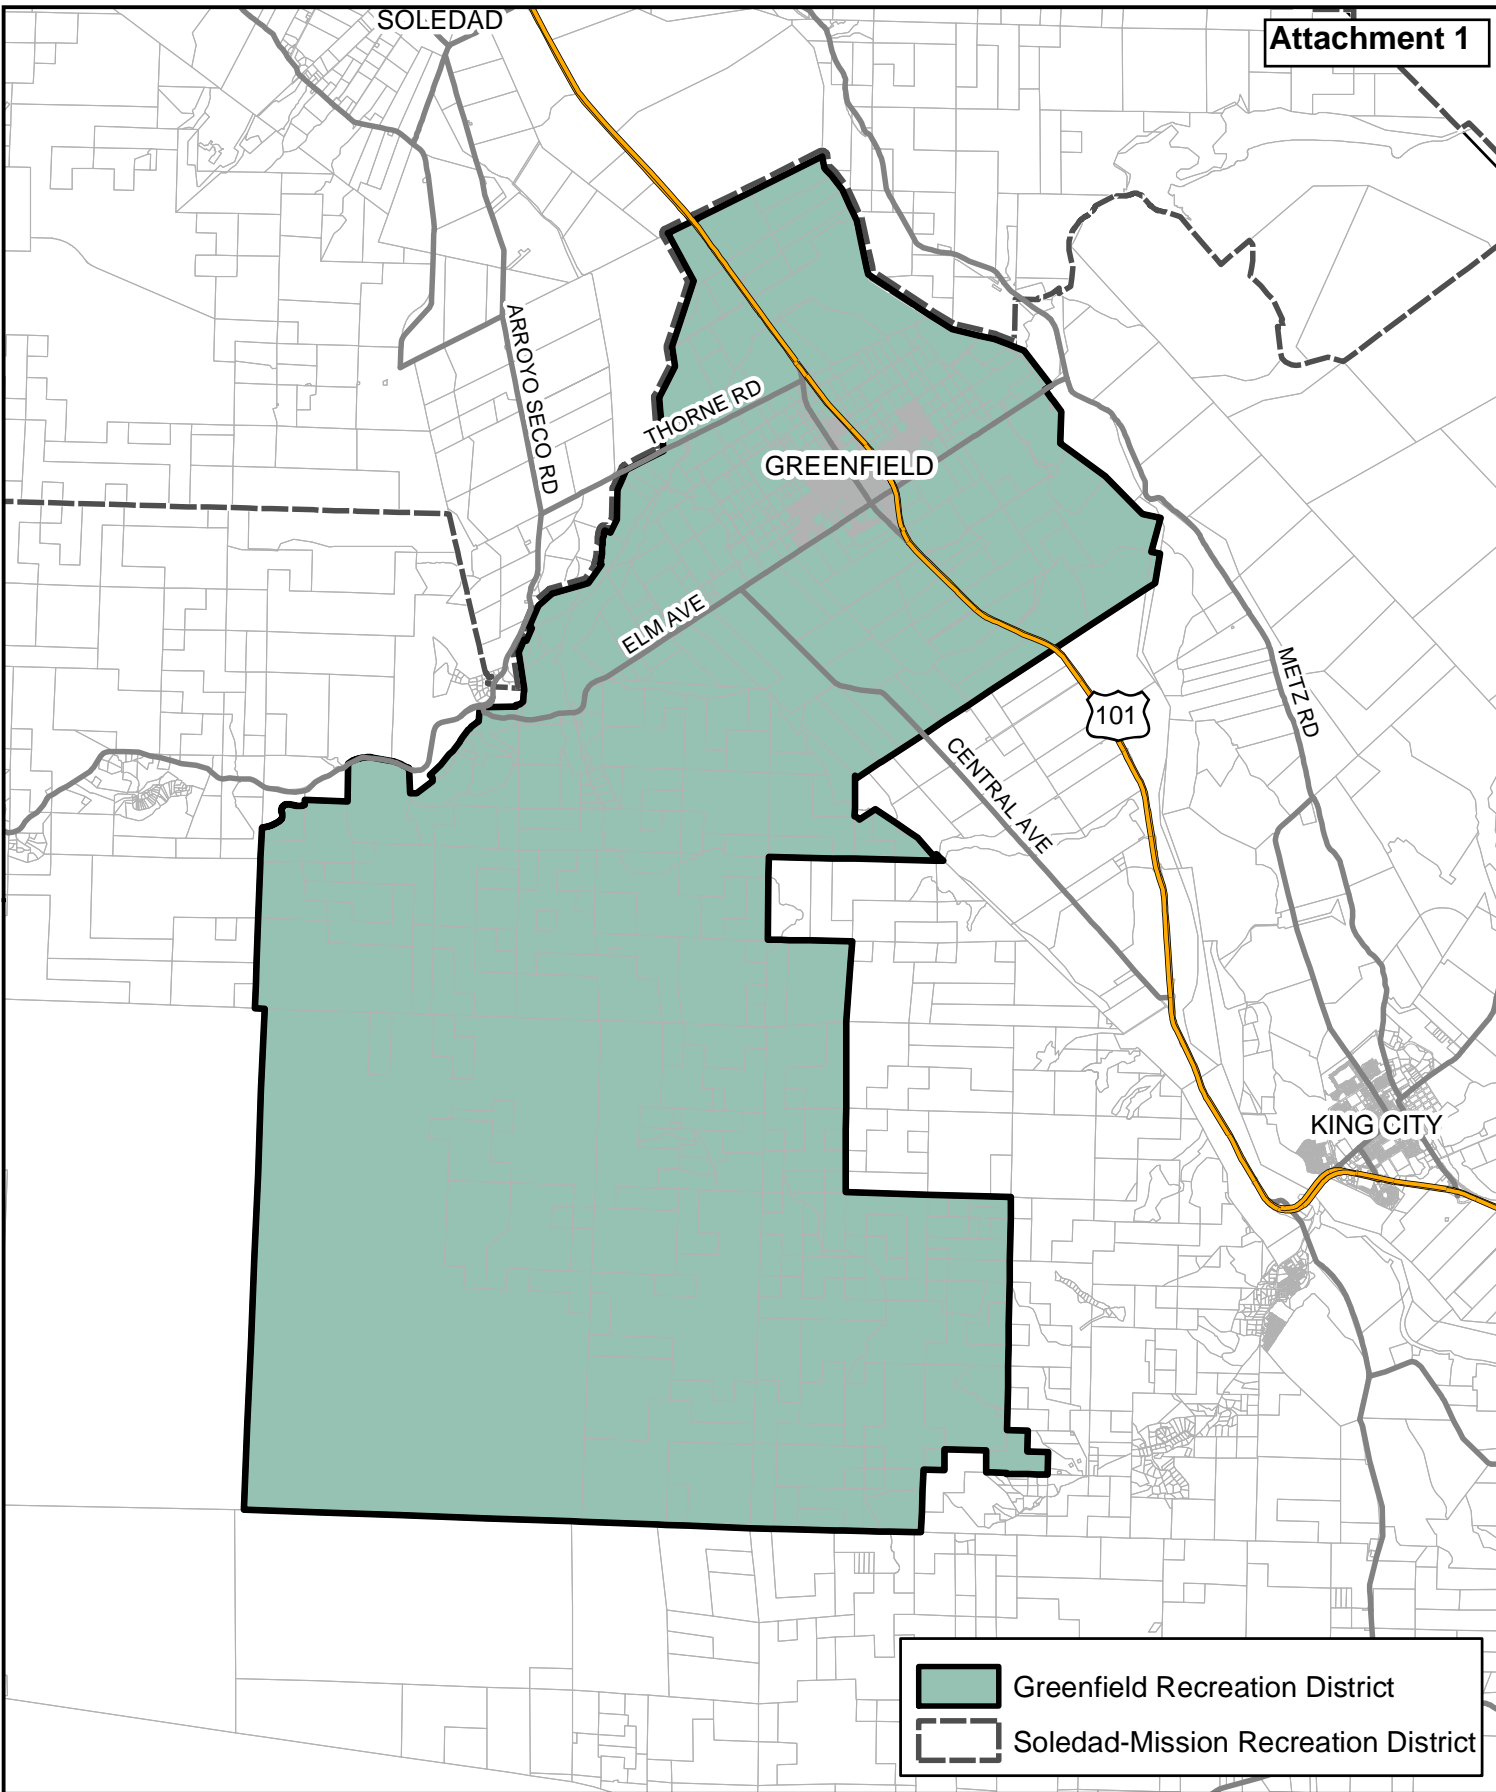 SOLEDAD
Attachment 1
ARROYO SECO RD
THORNE RD
GREENFIELD
ELM AVE
METZ RD
101
CENTRAL AVE
KING CITY
Greenfield Recreation District
Soledad-Mission Recreation District